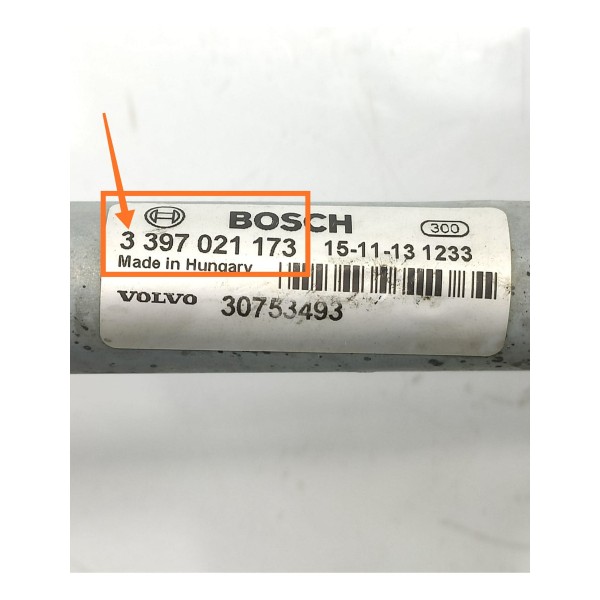 BOSCH 300
3 397 021 173 15-11-13 1233
Made in Hungary
VOLVO 30753493